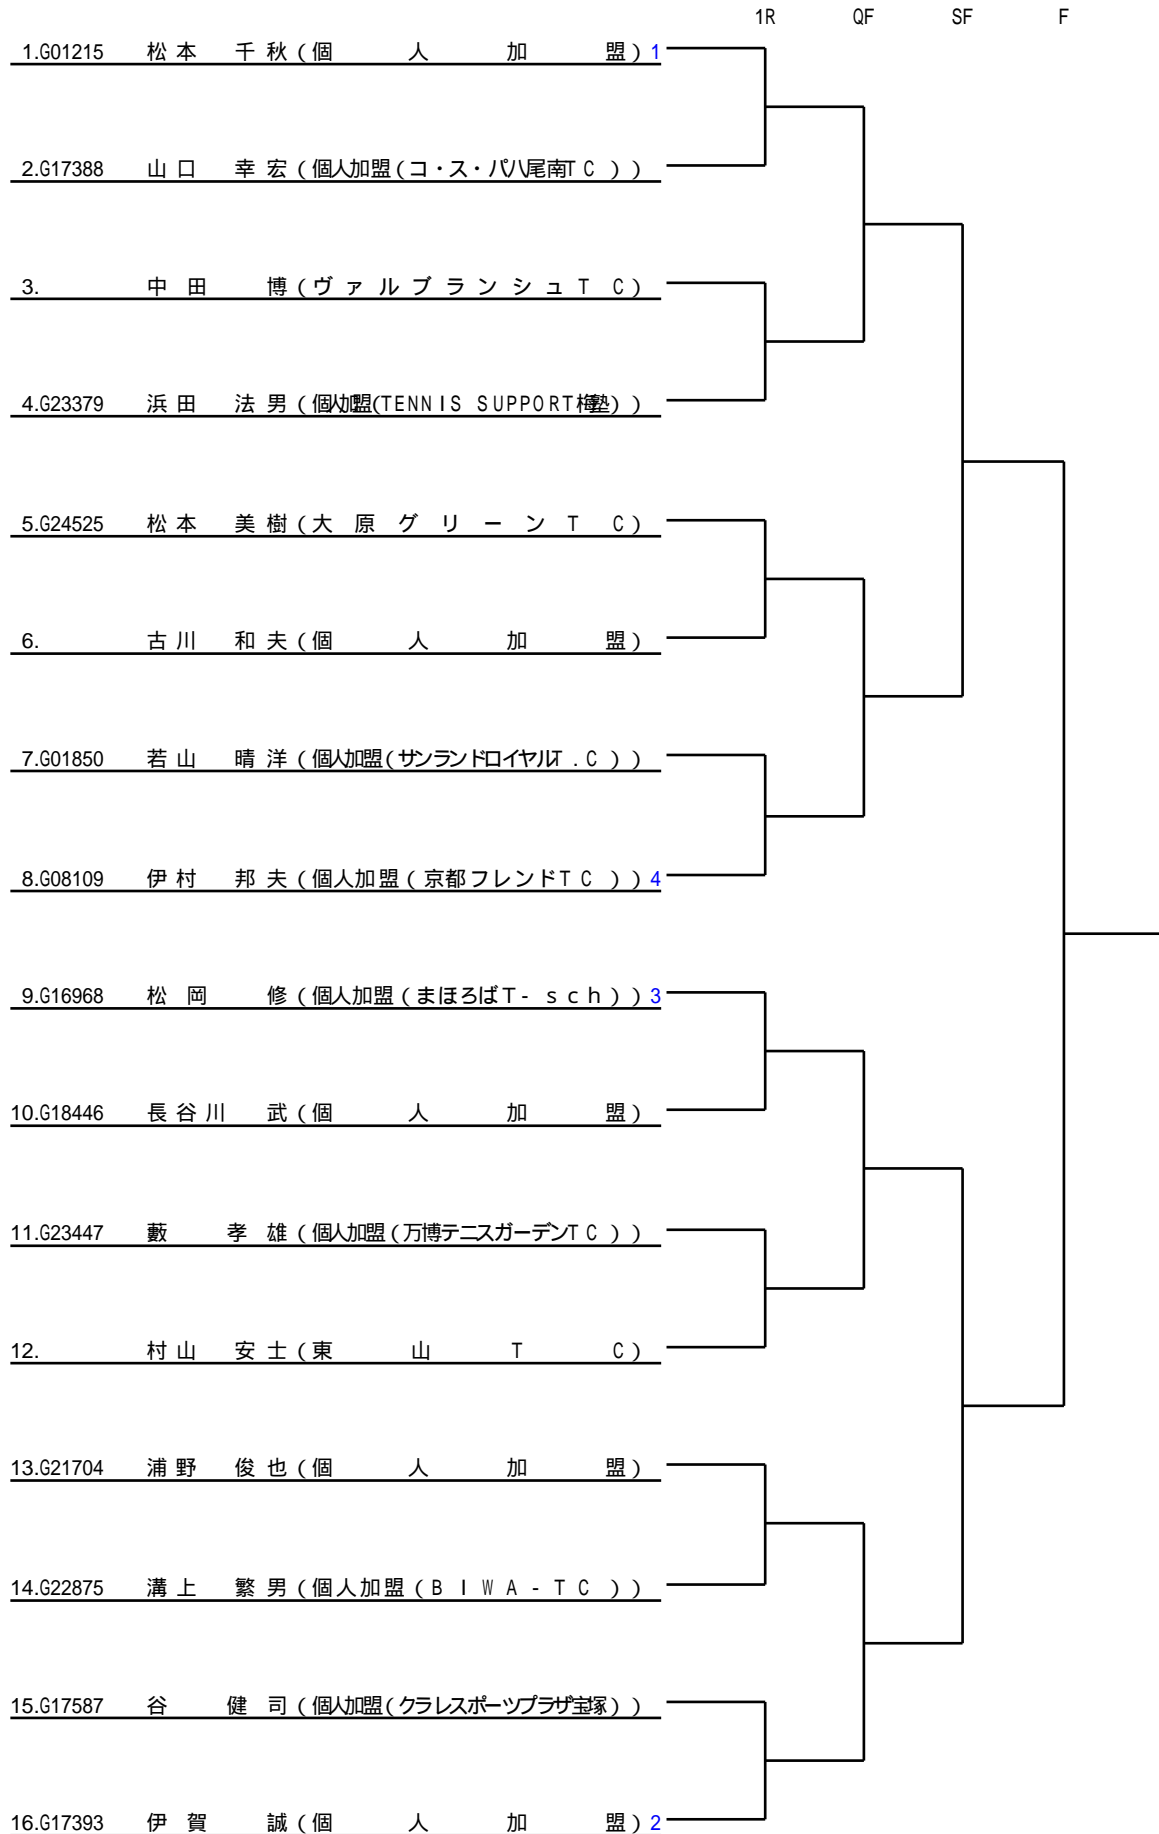 1R QF SF F
1.G01215 松本 千秋(個人加盟) 1
2.G17388 山口 幸宏(個人加盟(コ・ス・パ八尾南TC))
3. 中田 博(ヴァルブランシュTC)
4.G23379 浜田 法男(個人加盟(TENNIS SUPPORT梅塾))
5.G24525 松本 美樹(大原グリーンTC)
6. 古川 和夫(個人加盟)
7.G01850 若山 晴洋(個人加盟(サンランドロイヤルT.C))
8.G08109 伊村 邦夫(個人加盟(京都フレンドTC)) 4
9.G16968 松岡 修(個人加盟(まほろばT-sch)) 3
10.G18446 長谷川 武(個人加盟)
11.G23447 藪 孝雄(個人加盟(万博テニスガーデンTC))
12. 村山 安士(東山TC)
13.G21704 浦野 俊也(個人加盟)
14.G22875 溝上 繁男(個人加盟(BIWA-TC))
15.G17587 谷 健司(個人加盟(クラレスポーツプラザ宝塚))
16.G17393 伊賀 誠(個人加盟) 2